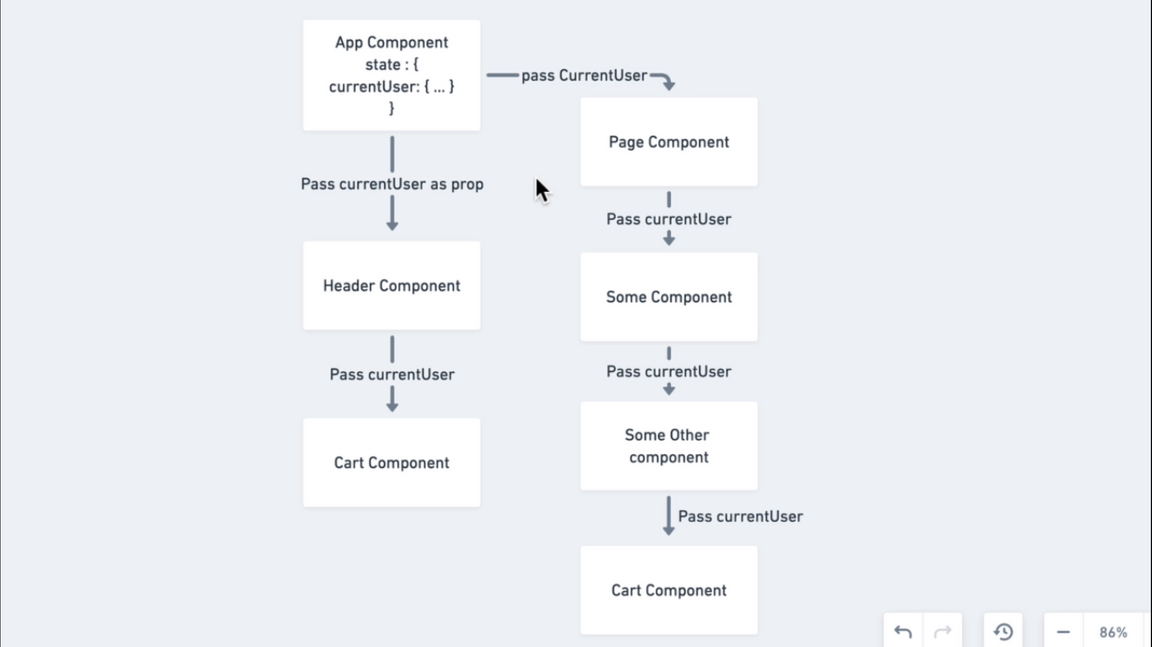 App Component
state : {
currentUser: { ... }
}
pass CurrentUser
Page Component
Pass currentUser as prop
Pass currentUser
Header Component
Some Component
Pass currentUser
Pass currentUser
Cart Component
Some Other
component
Pass currentUser
Cart Component
86%